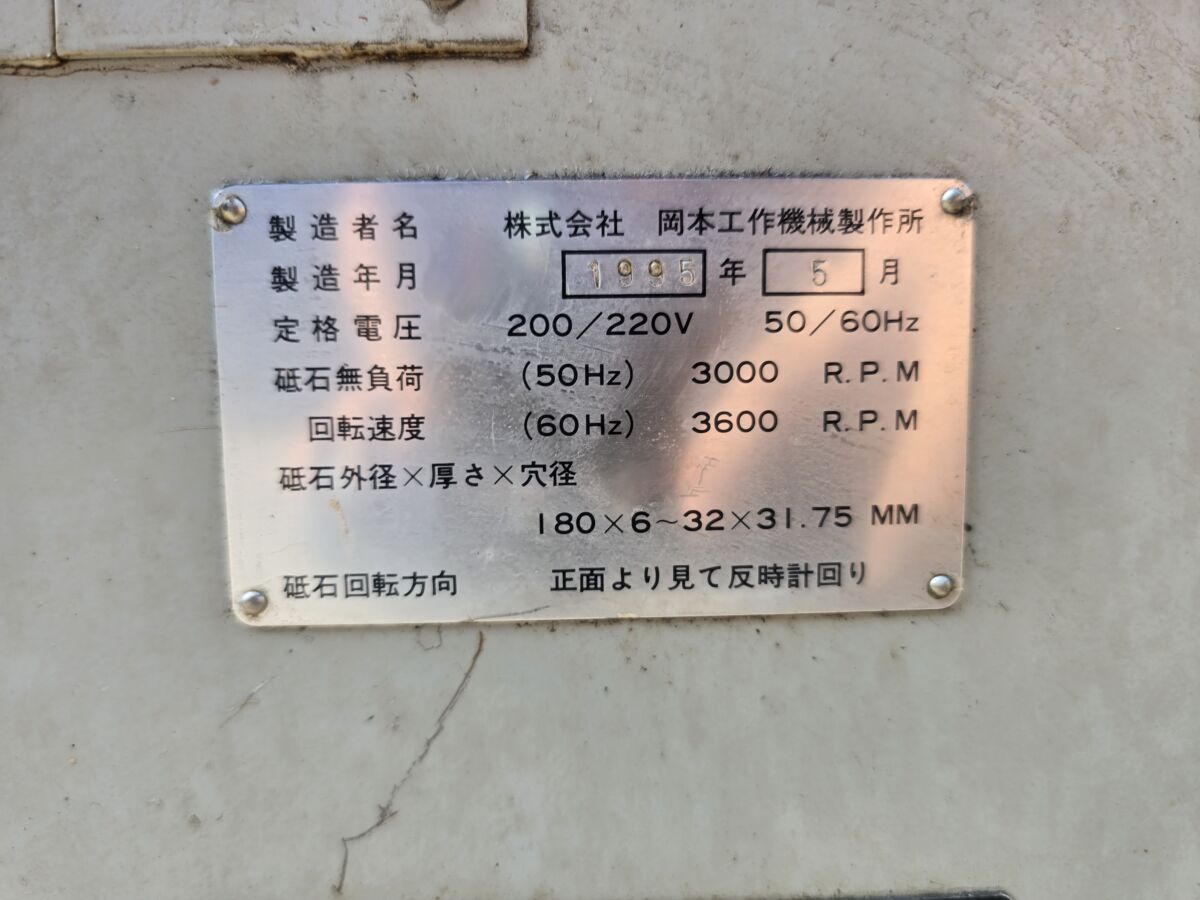 製造者名 株式会社 岡本工作機械製作所
製造年月 1995年 5月
定格電圧 200/220V 50/60Hz
砥石無負荷 (50Hz) 3000 R.P.M
回転速度 (60Hz) 3600 R.P.M
砥石外径×厚さ×穴径
180×6~32×31.75 MM
砥石回転方向 正面より見て反時計回り